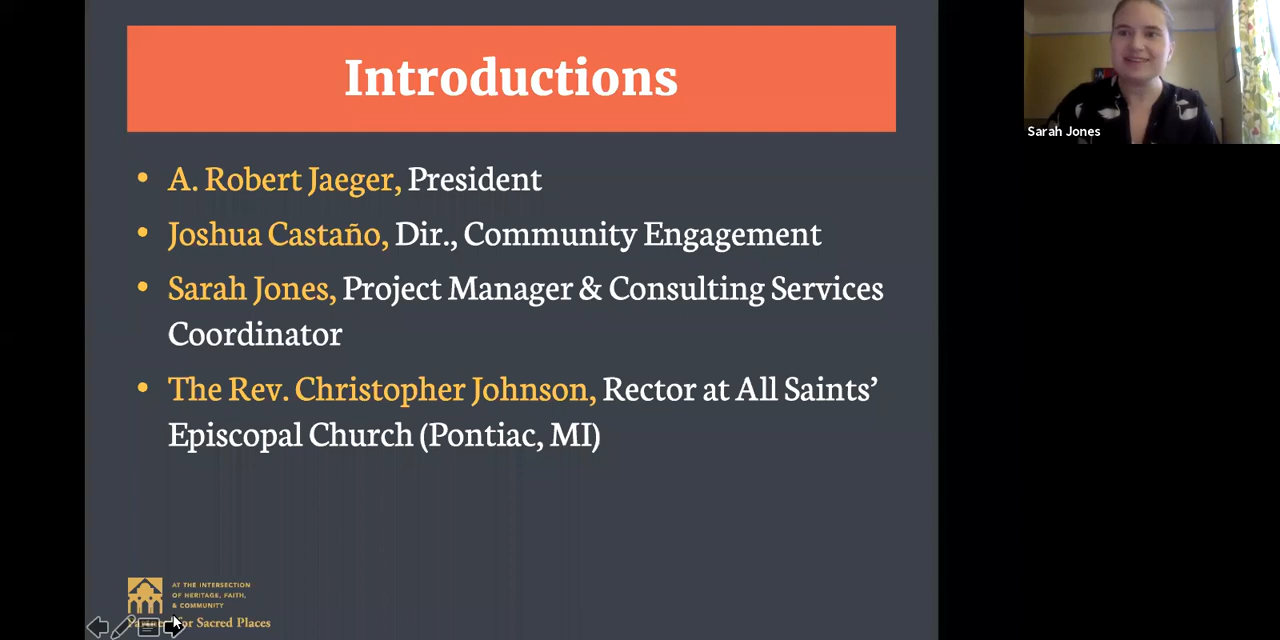 Introductions
• A. Robert Jaeger, President
• Joshua Castaño, Dir., Community Engagement
• Sarah Jones, Project Manager & Consulting Services
Coordinator
• The Rev. Christopher Johnson, Rector at All Saints’
Episcopal Church (Pontiac, MI)
AT THE INTERSECTION
OF HERITAGE, FAITH,
& COMMUNITY
for Sacred Places
Sarah Jones